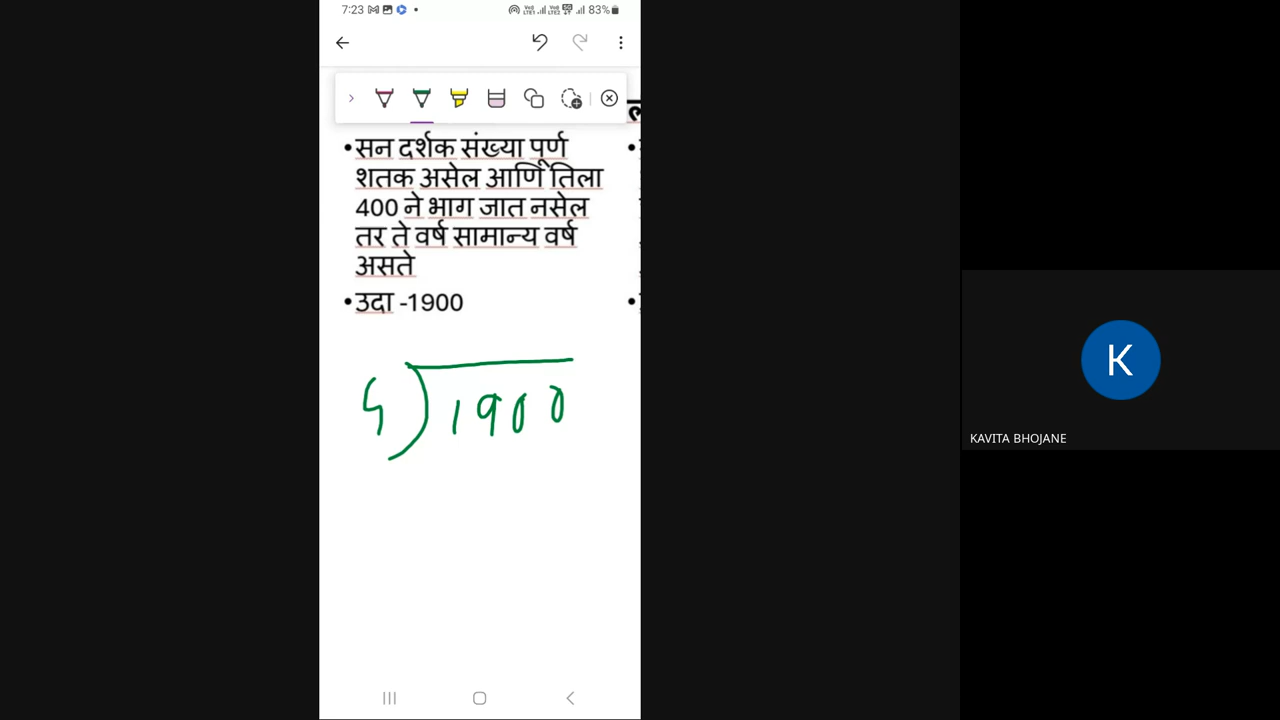 7:23
83%
• सन दर्शक संख्या पूर्ण
शतक असेल आणि तिला
400 ने भाग जात नसेल
तर ते वर्ष सामान्य वर्ष
असते
• उदा -1900
1900
K
KAVITA BHOJANE